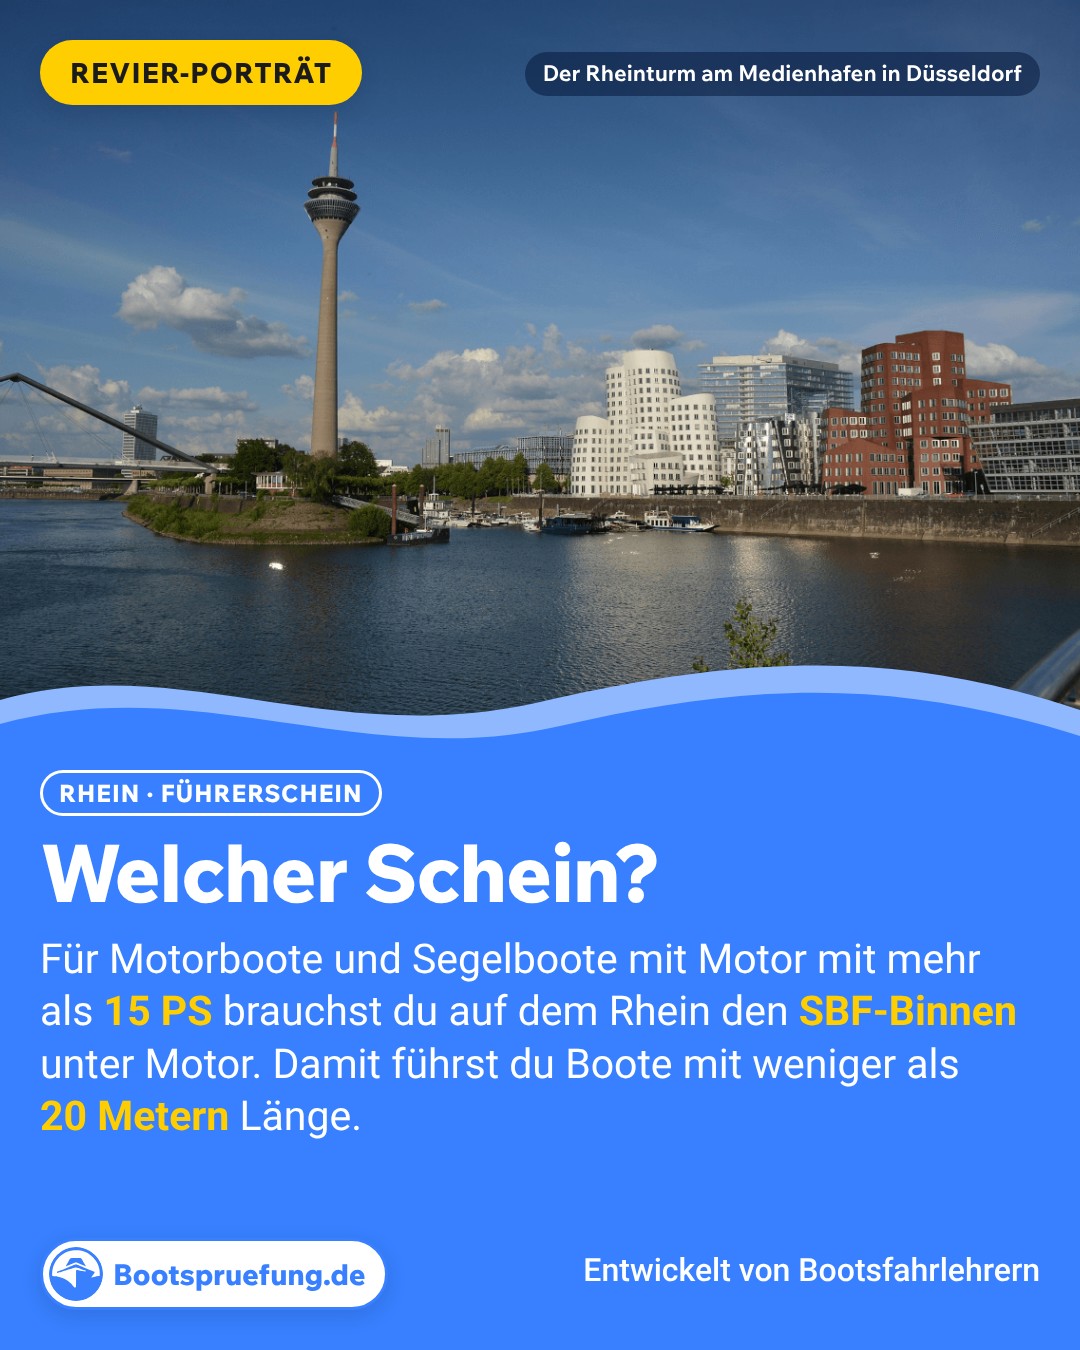 REVIER-PORTRÄT
Der Rheinturm am Medienhafen in Düsseldorf
RHEIN · FÜHRERSCHEIN
Welcher Schein?
Für Motorboote und Segelboote mit Motor mit mehr
als 15 PS brauchst du auf dem Rhein den SBF-Binnen
unter Motor. Damit führst du Boote mit weniger als
20 Metern Länge.
Bootspruefung.de
Entwickelt von Bootsfahrlehrern